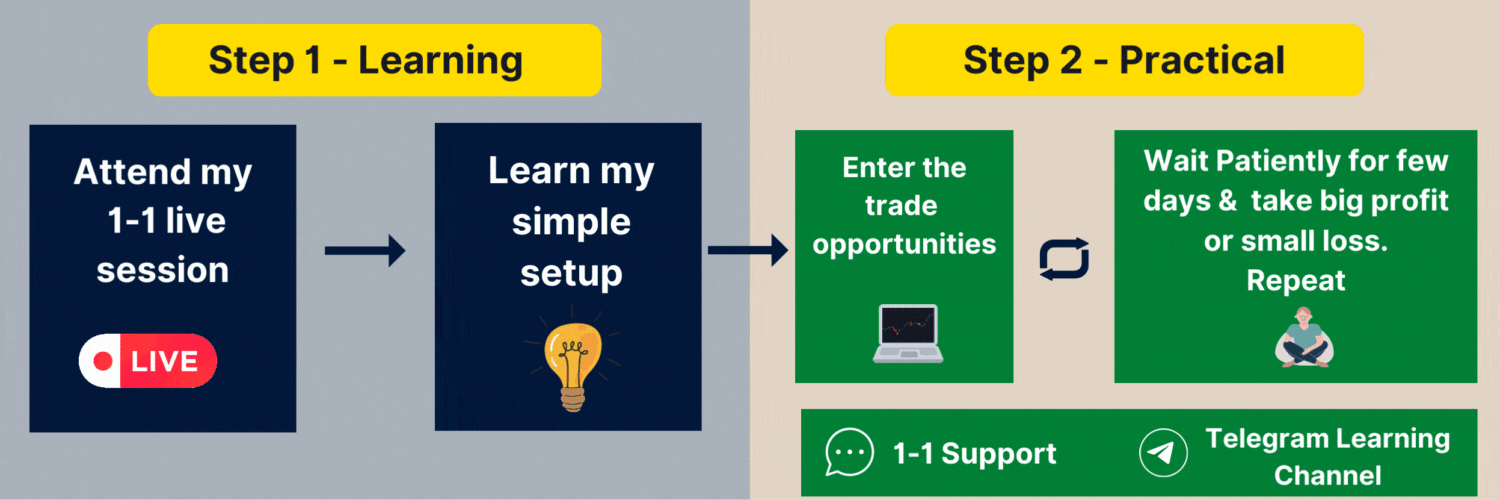 Step 1 - Learning
Attend my
1-1 live
session
LIVE
Learn my
simple
setup
Step 2 - Practical
Enter the
trade
opportunities
Wait Patiently for few
days &  take big profit
or small loss.
Repeat
1-1 Support
Telegram Learning
Channel